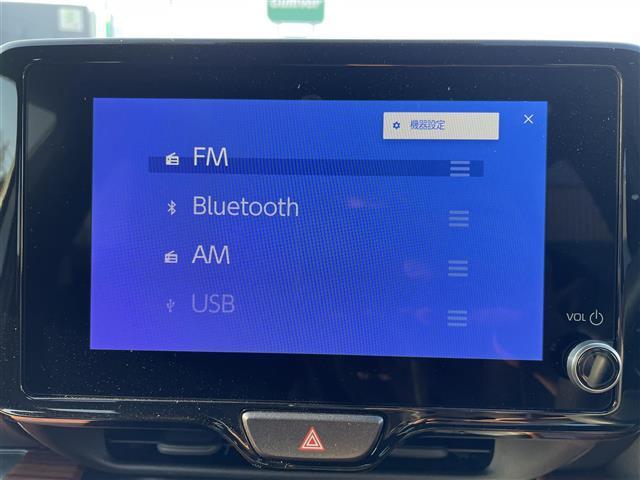 機器設定
FM
Bluetooth
AM
USB
VOL